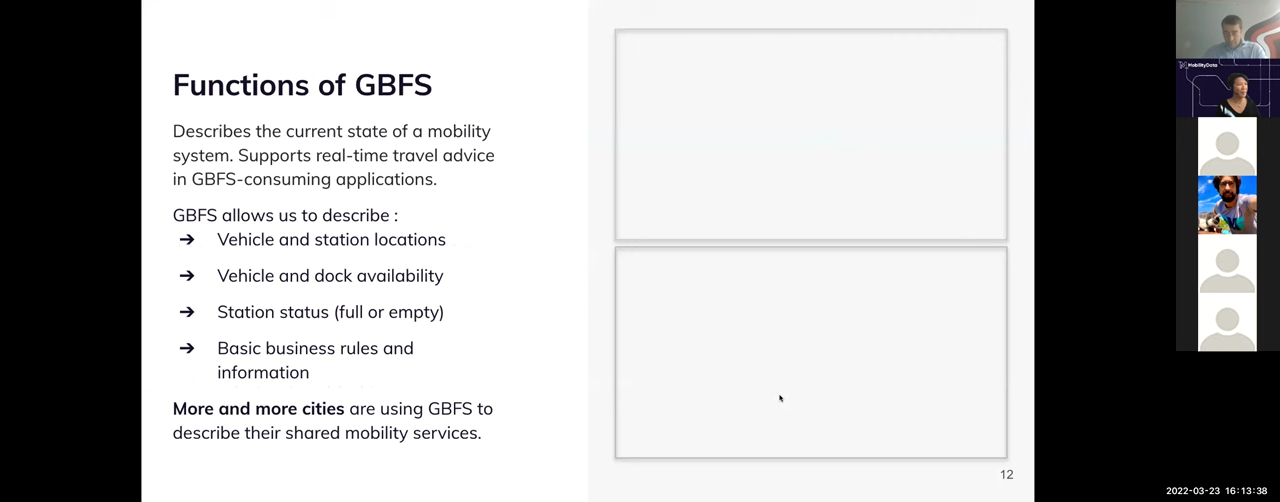 Functions of GBFS
Describes the current state of a mobility
system. Supports real-time travel advice
in GBFS-consuming applications.
GBFS allows us to describe :
➔ Vehicle and station locations
➔ Vehicle and dock availability
➔ Station status (full or empty)
➔ Basic business rules and
information
More and more cities are using GBFS to
describe their shared mobility services.
12
MobilityData
2022-03-23 16:13:38